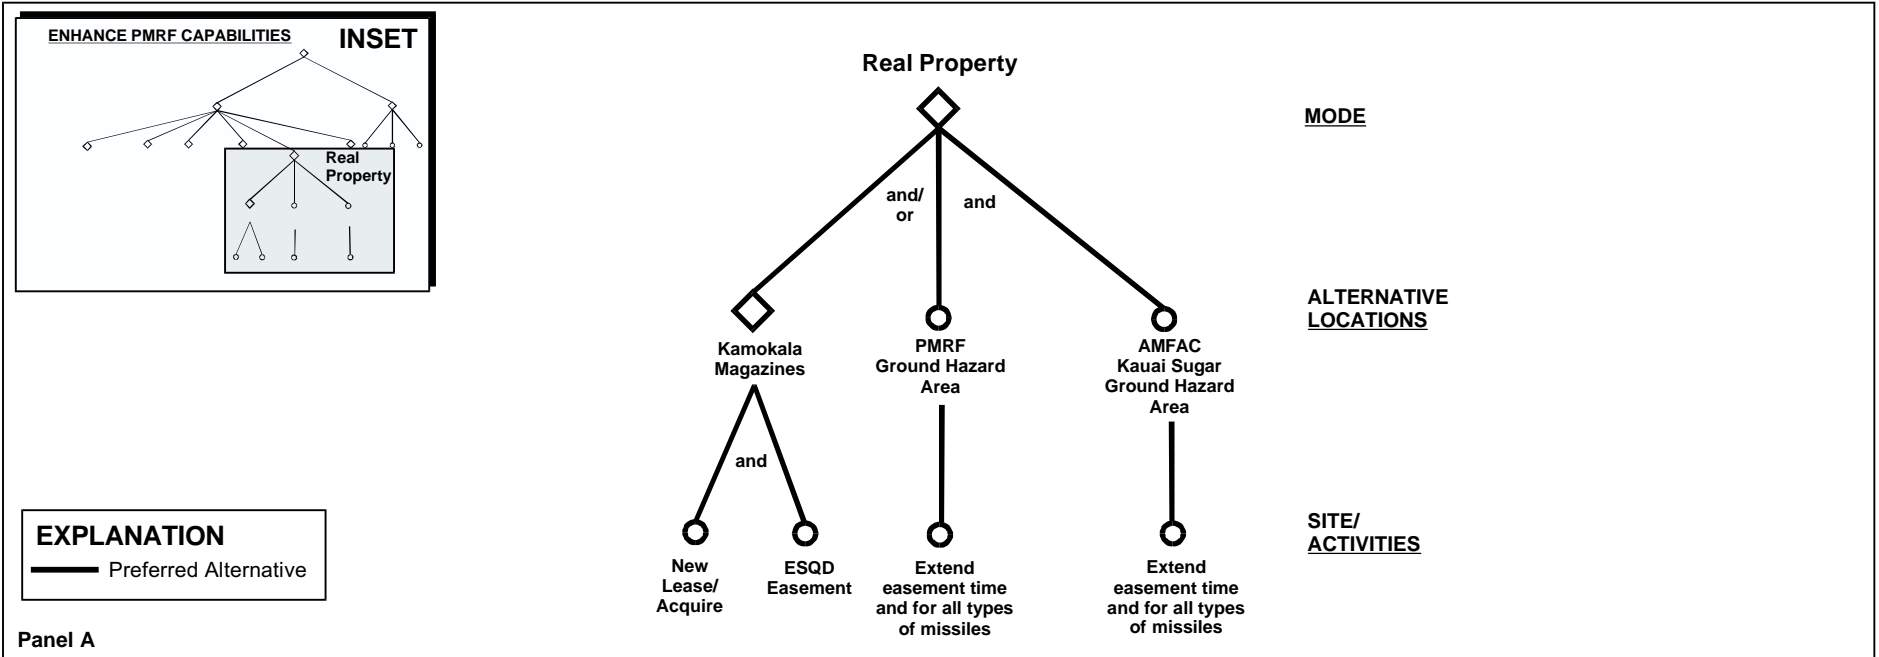 ENHANCE PMRF CAPABILITIES
INSET
Real
Property
Real Property
MODE
and/
or
and
ALTERNATIVE
LOCATIONS
Kamokala
Magazines
PMRF
Ground Hazard
Area
AMFAC
Kauai Sugar
Ground Hazard
Area
and
SITE/
ACTIVITIES
New
Lease/
Acquire
ESQD
Easement
Extend
easement time
and for all types
of missiles
Extend
easement time
and for all types
of missiles
EXPLANATION
Preferred Alternative
Panel A